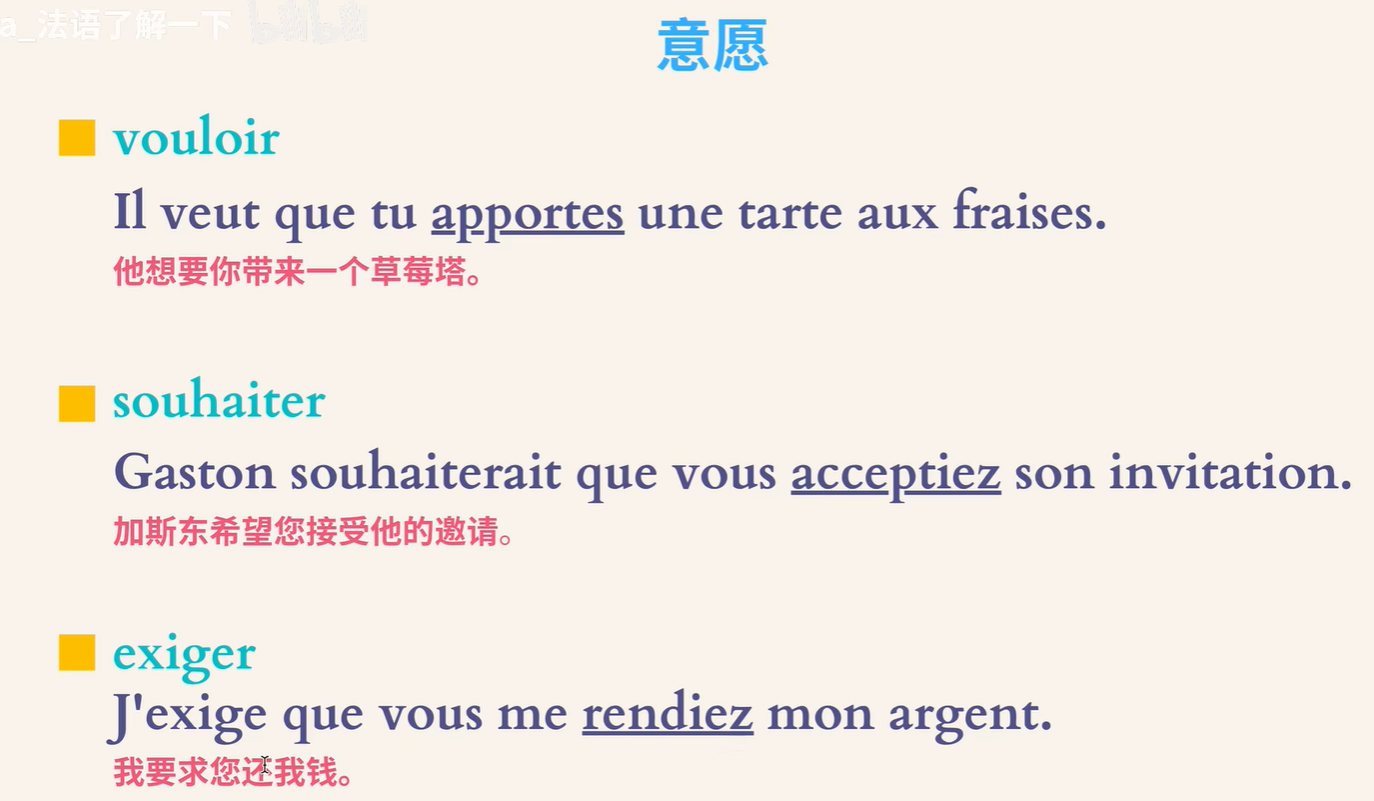 a_法语了解一下 bilibili
意愿
vouloir
Il veut que tu apportes une tarte aux fraises.
他想要你带来一个草莓塔。
souhaiter
Gaston souhaiterait que vous acceptiez son invitation.
加斯东希望您接受他的邀请。
exiger
J'exige que vous me rendiez mon argent.
我要求您还我钱。